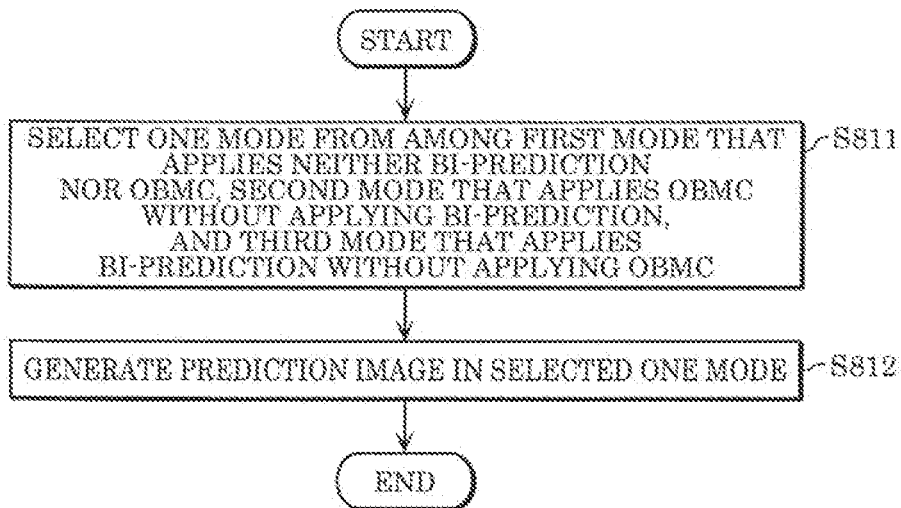 START
SELECT ONE MODE FROM AMONG FIRST MODE THAT
APPLIES NEITHER BI-PREDICTION
NOR OBMC, SECOND MODE THAT APPLIES OBMC
WITHOUT APPLYING BI-PREDICTION,
AND THIRD MODE THAT APPLIES
BI-PREDICTION WITHOUT APPLYING OBMC
S811
GENERATE PREDICTION IMAGE IN SELECTED ONE MODE
S812
END